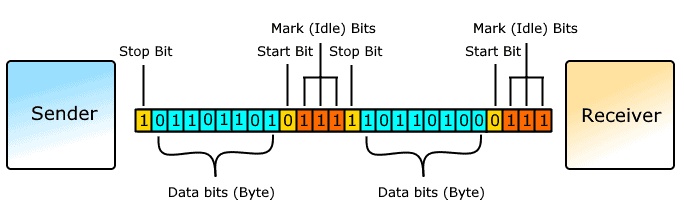 Mark (Idle) Bits
Mark (Idle) Bits
Stop Bit
Start Bit
Stop Bit
Start Bit
Sender
1 0 1 1 0 1 1 0 1 0 1 1 1 1 1 0 1 1 0 1 0 0 0 1 1 1
Receiver
Data bits (Byte)
Data bits (Byte)